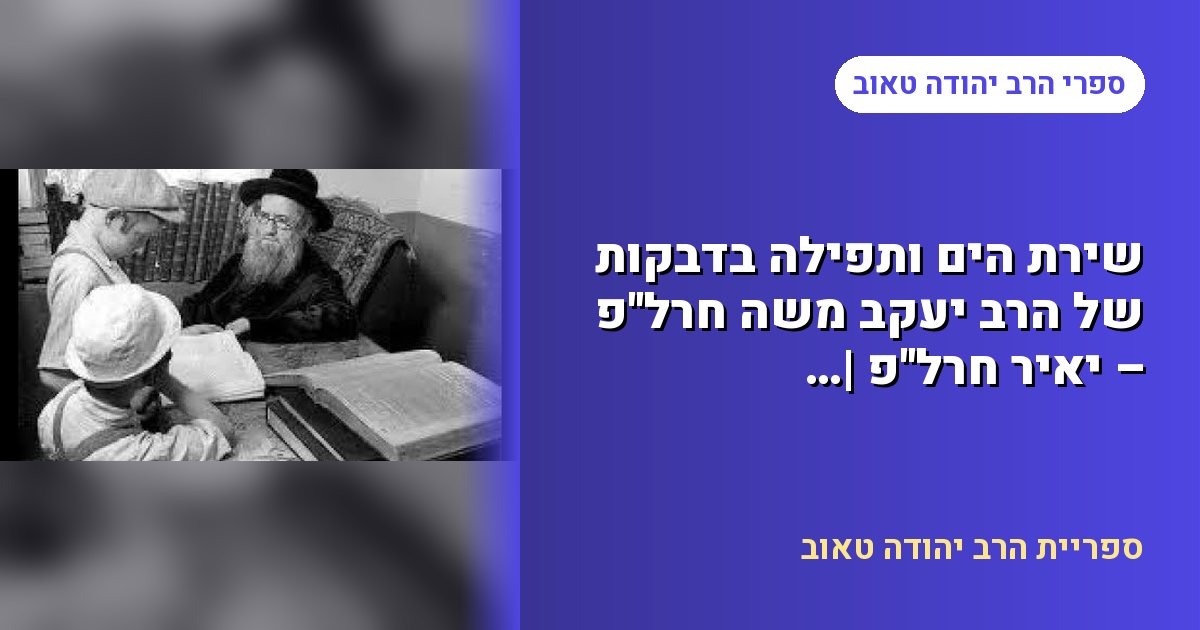 ספרי הרב יהודה טאוב
שירת הים ותפילה בדבקות
של הרב יעקב משה חרל"פ
– יאיר חרל"פ |...
ספריית הרב יהודה טאוב